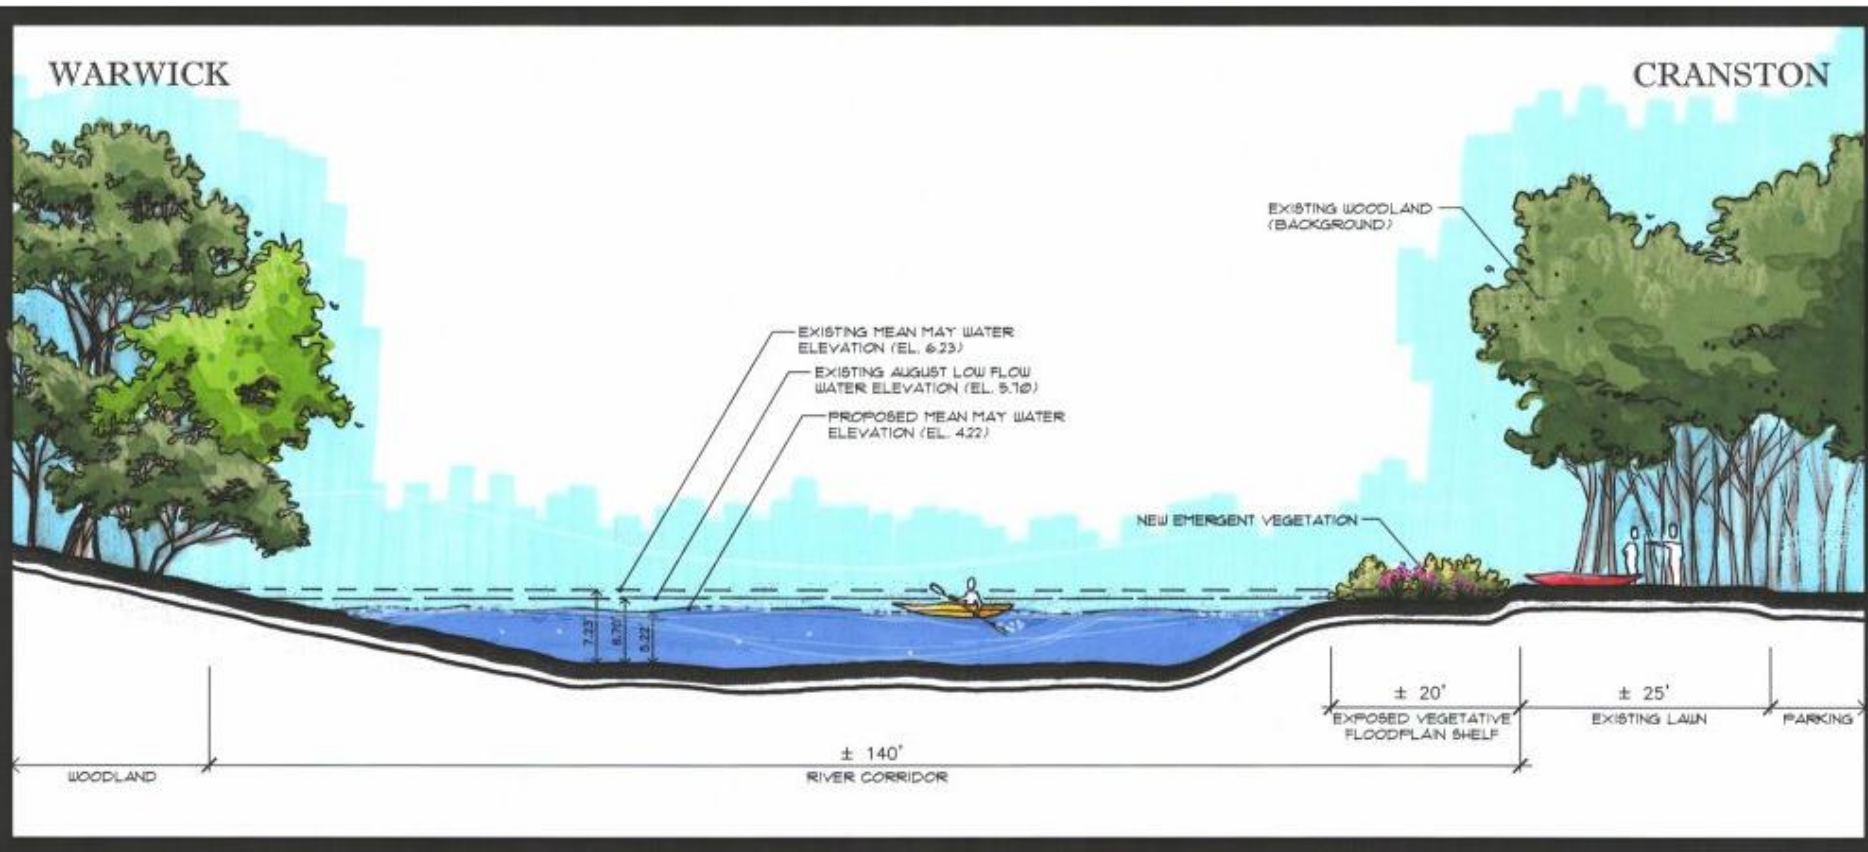 WARWICK
CRANSTON
EXISTING WOODLAND
(BACKGROUND)
EXISTING MEAN MAY WATER
ELEVATION (EL. 6.23)
EXISTING AUGUST LOW FLOW
WATER ELEVATION (EL. 5.70)
PROPOSED MEAN MAY WATER
ELEVATION (EL. 4.22)
NEW EMERGENT VEGETATION
7.23'
6.70'
5.22'
± 20'
EXPOSED VEGETATIVE
FLOODPLAIN SHELF
± 25'
EXISTING LAWN
PARKING
± 140'
RIVER CORRIDOR
WOODLAND